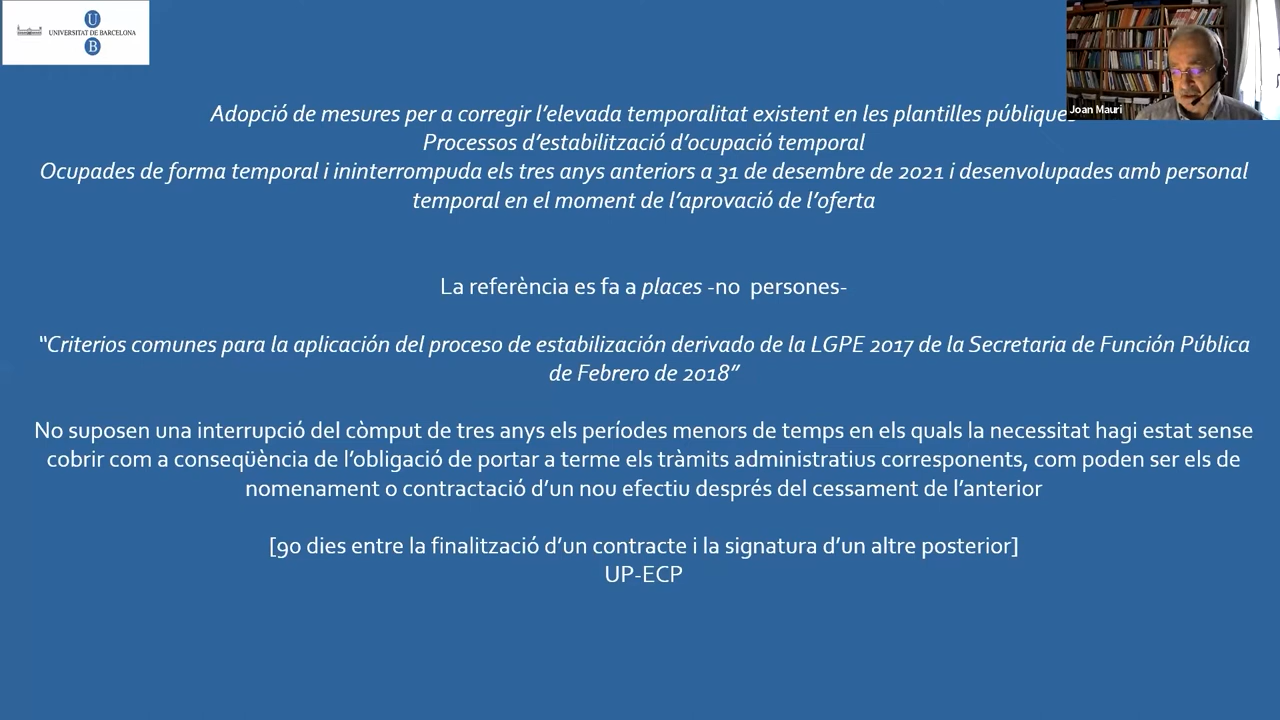 U
UNIVERSITAT DE BARCELONA
B
Joan Mauri
Adopció de mesures per a corregir l'elevada temporalitat existent en les plantilles públiques
Processos d'estabilització d'ocupació temporal
Ocupades de forma temporal i ininterrompuda els tres anys anteriors a 31 de desembre de 2021 i desenvolupades amb personal
temporal en el moment de l'aprovació de l'oferta
La referència es fa a places -no persones-
“Criterios comunes para la aplicación del proceso de estabilización derivado de la LGPE 2017 de la Secretaria de Función Pública
de Febrero de 2018”
No suposen una interrupció del còmput de tres anys els períodes menors de temps en els quals la necessitat hagi estat sense
cobrir com a conseqüència de l'obligació de portar a terme els tràmits administratius corresponents, com poden ser els de
nomenament o contractació d'un nou efectiu després del cessament de l'anterior
[90 dies entre la finalització d'un contracte i la signatura d'un altre posterior]
UP-ECP